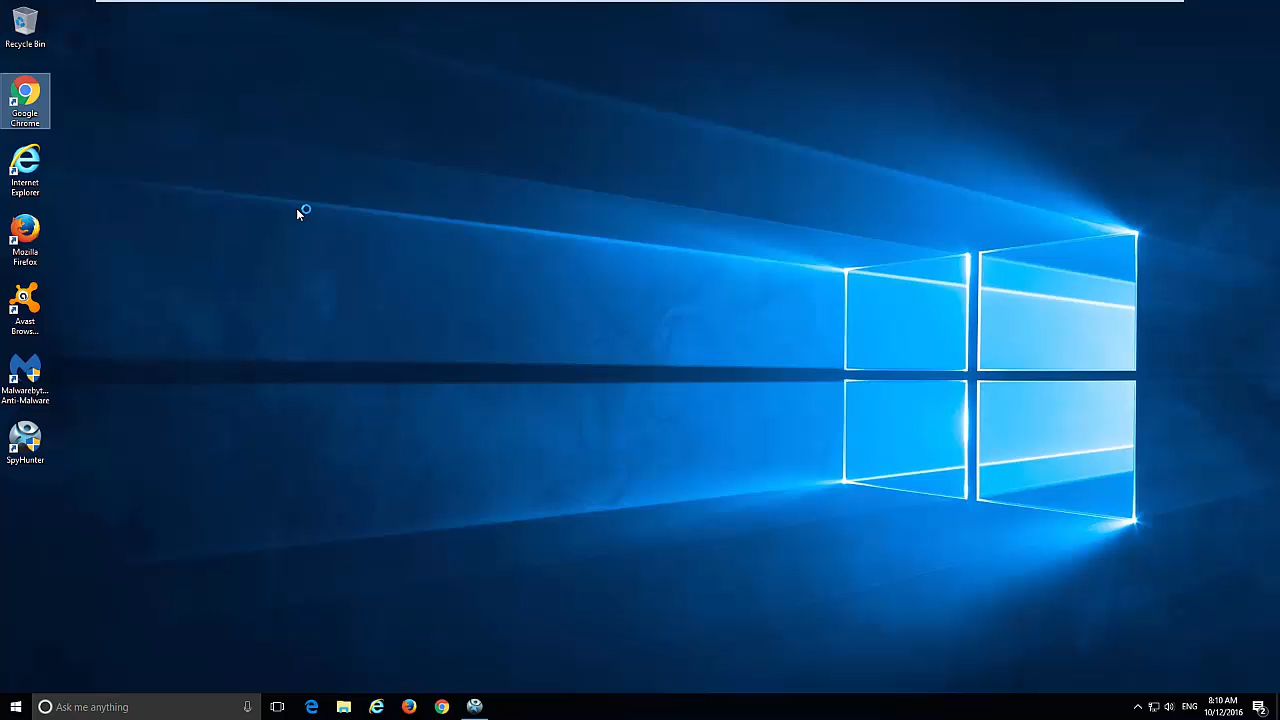 Recycle Bin
Google
Chrome
Internet
Explorer
Mozilla
Firefox
Avast
Brows...
Malwarebyt...
Anti-Malware
SpyHunter
Ask me anything
ENG
8:10 AM
10/12/2016
2